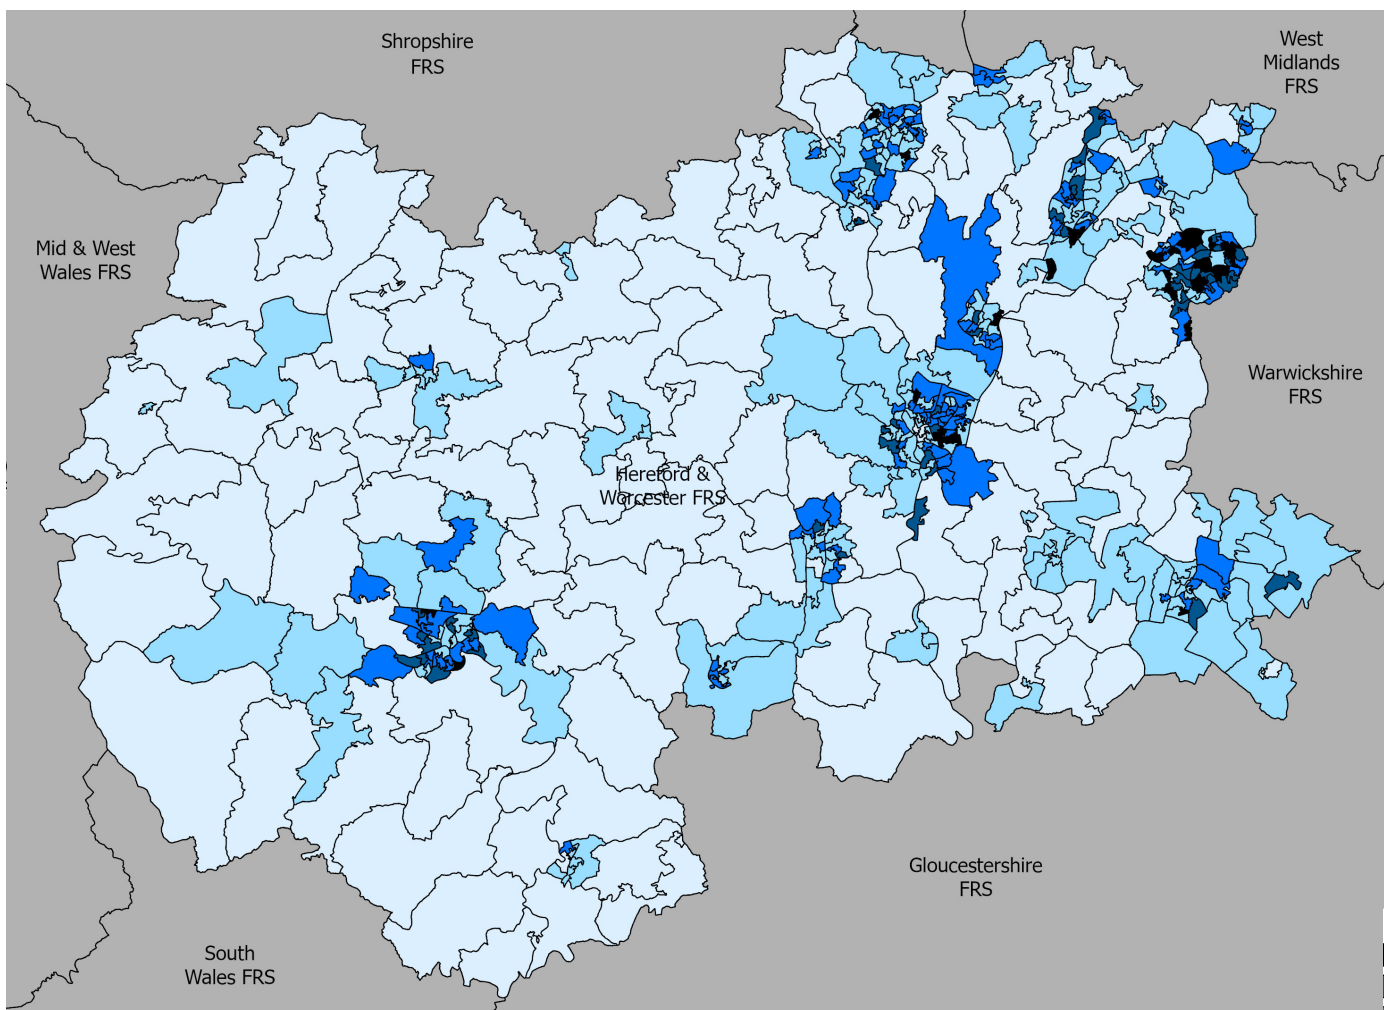 Shropshire
FRS
West
Midlands
FRS
Mid & West
Wales FRS
Warwickshire
FRS
Hereford &
Worcester FRS
Gloucestershire
FRS
South
Wales FRS